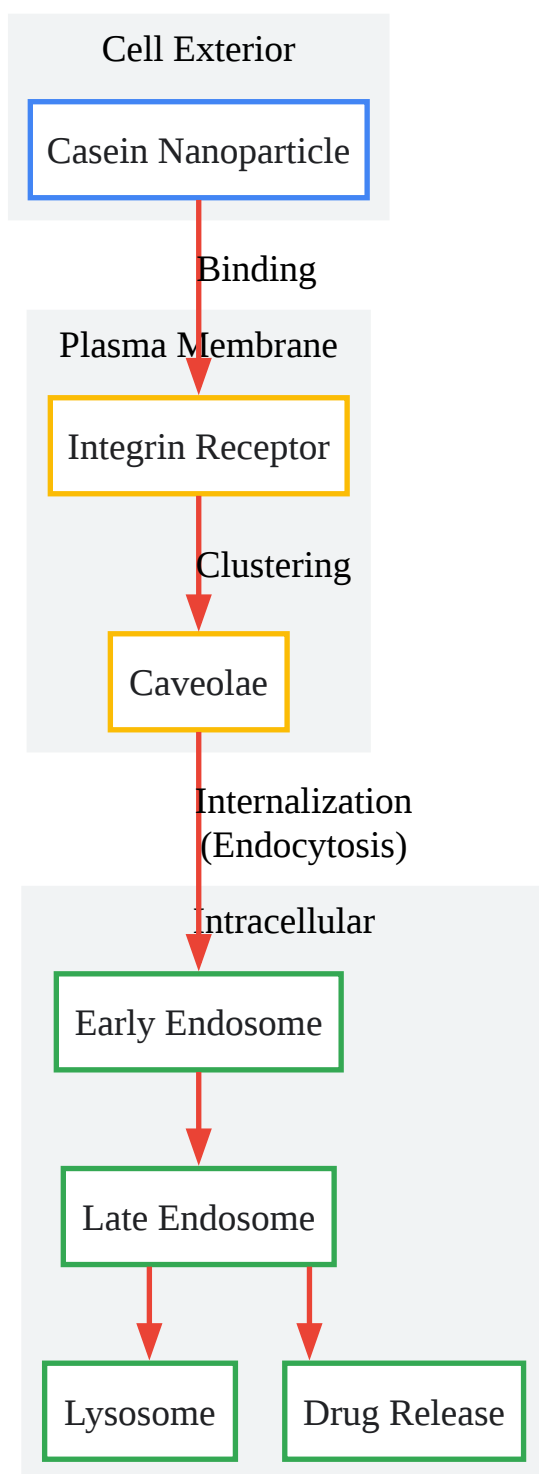 Cell Exterior
Casein Nanoparticle
Binding
Plasma Membrane
Integrin Receptor
Clustering
Caveolae
Internalization
(Endocytosis)
Intracellular
Early Endosome
Late Endosome
Lysosome
Drug Release